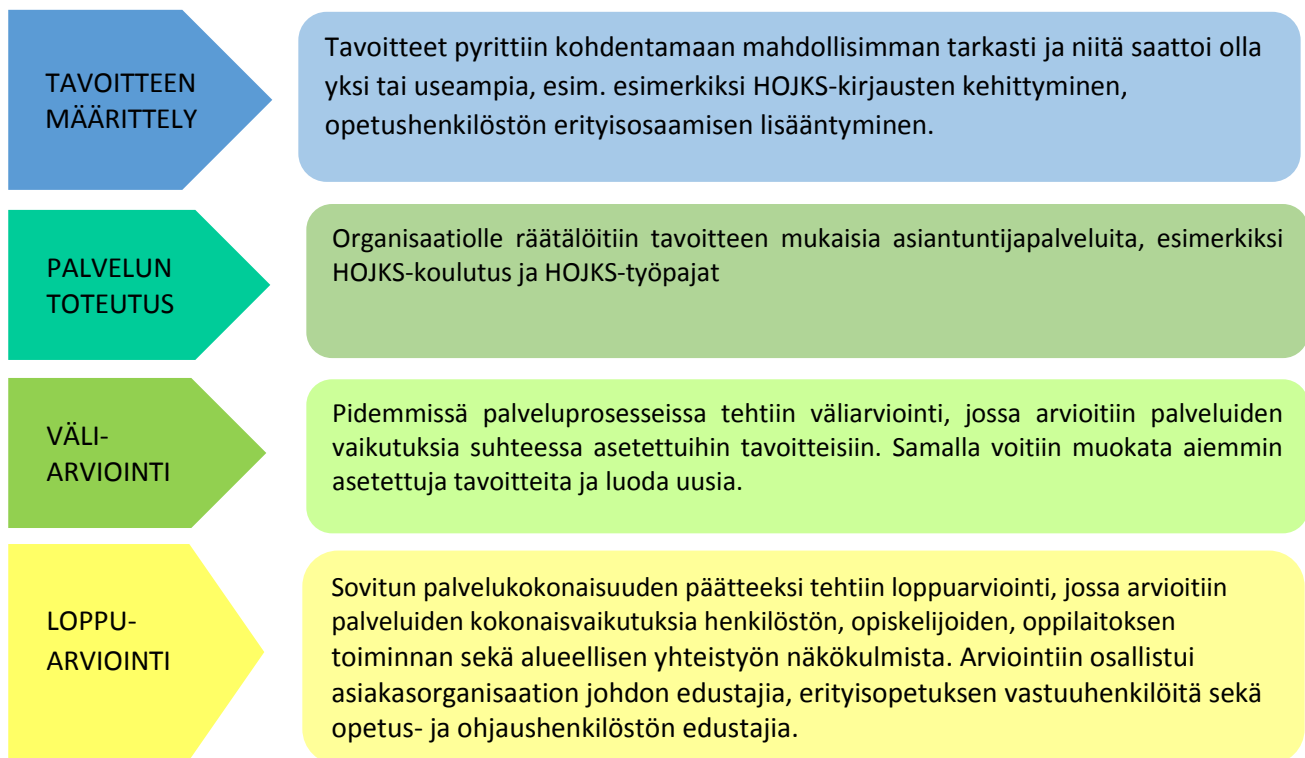 TAVOITTEEN
MÄÄRITTELY
Tavoitteet pyrittiin kohdentamaan mahdollisimman tarkasti ja niitä saattoi olla
yksi tai useampia, esim. esimerkiksi HOJKS-kirjausten kehittyminen,
opetushenkilöstön erityisosaamisen lisääntyminen.
PALVELUN
TOTEUTUS
Organisaatiolle räätälöitiin tavoitteen mukaisia asiantuntijapalveluita, esimerkiksi
HOJKS-koulutus ja HOJKS-työpajat
VÄLI-
ARVIOINTI
Pidemmissä palveluprosesseissa tehtiin väliarviointi, jossa arvioitiin palveluiden
vaikutuksia suhteessa asetettuihin tavoitteisiin. Samalla voitiin muokata aiemmin
asetettuja tavoitteita ja luoda uusia.
LOPPU-
ARVIOINTI
Sovitun palvelukokonaisuuden päätteeksi tehtiin loppuarviointi, jossa arvioitiin
palveluiden kokonaisvaikutuksia henkilöstön, opiskelijoiden, oppilaitoksen
toiminnan sekä alueellisen yhteistyön näkökulmista. Arviointiin osallistui
asiakasorganisaation johdon edustajia, erityisopetuksen vastuuhenkilöitä sekä
opetus- ja ohjaushenkilöstön edustajia.